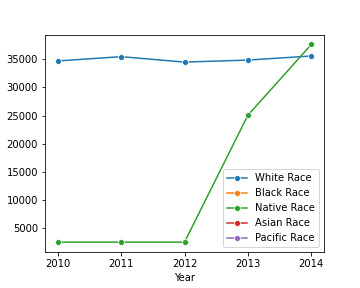 35000
30000
25000
20000
15000
10000
5000
White Race
Black Race
Native Race
Asian Race
Pacific Race
2010 2011 2012 2013 2014
Year